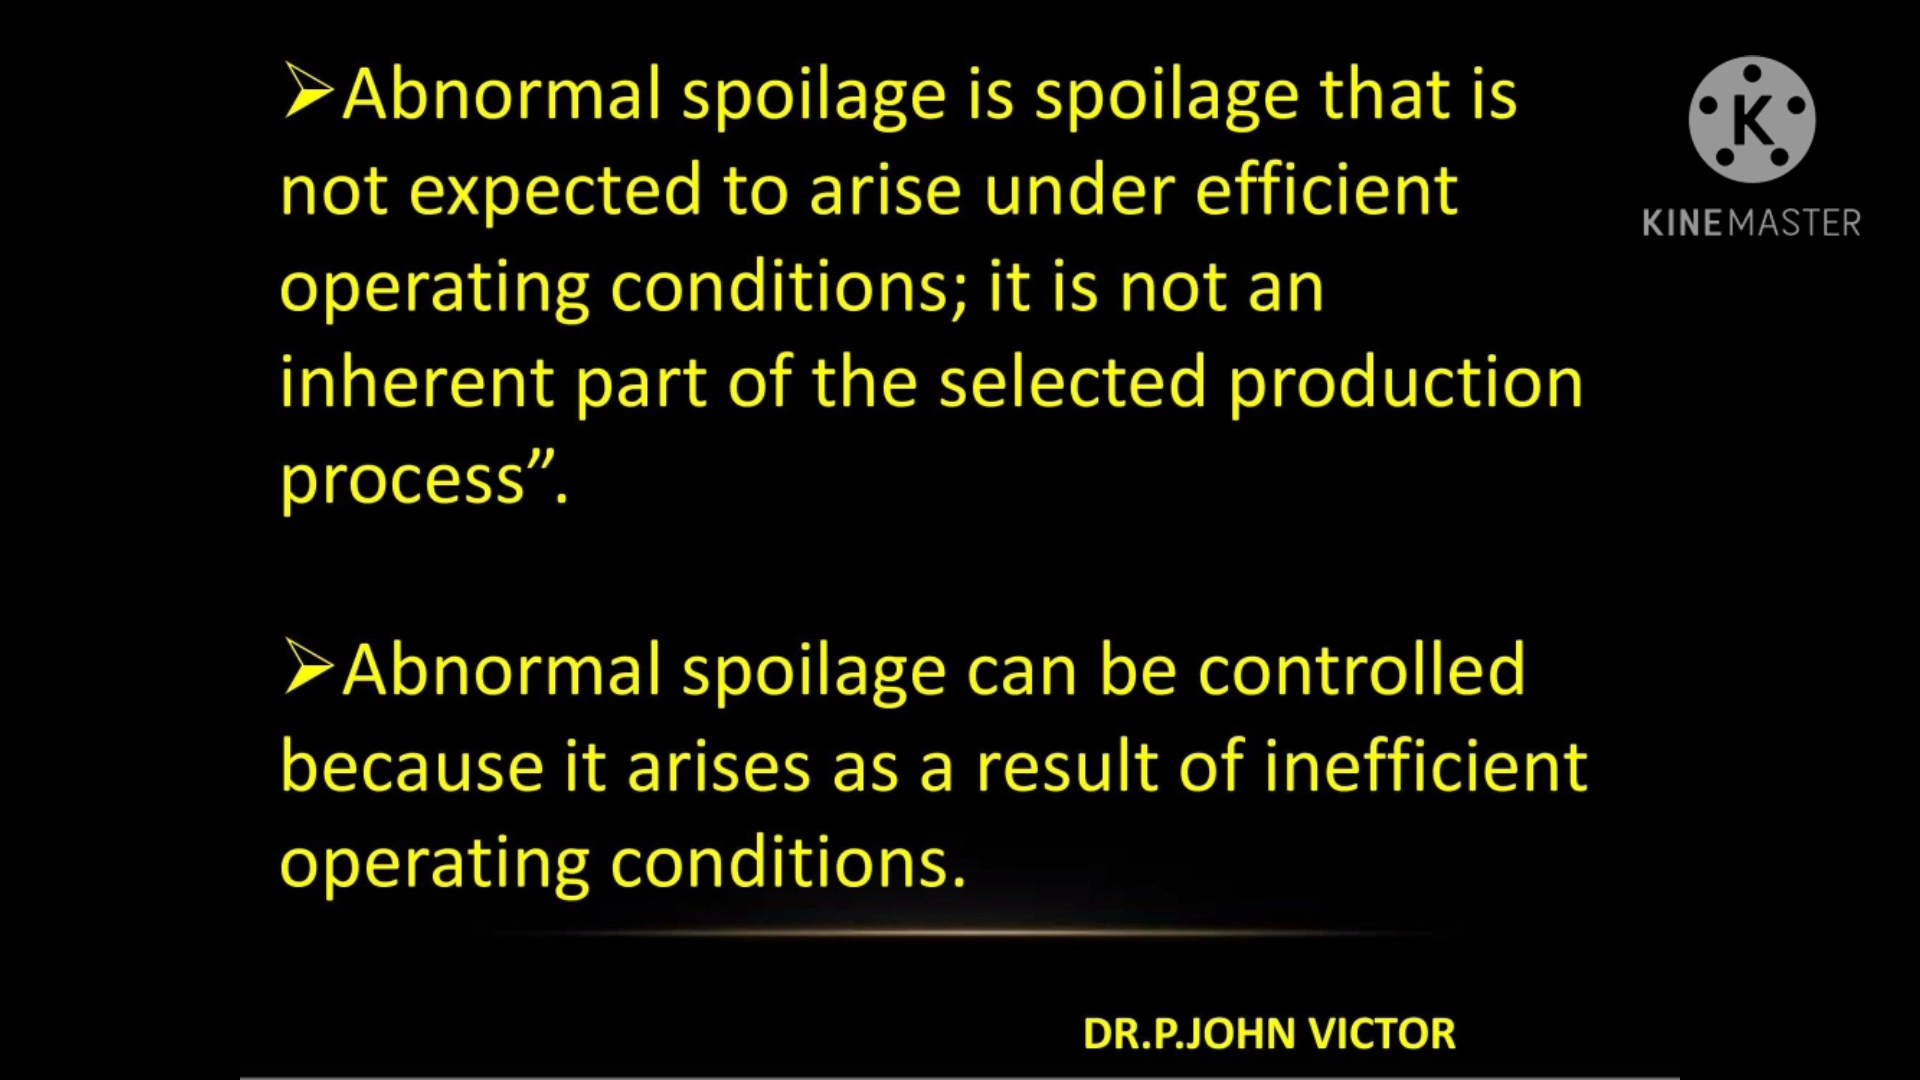 ➢Abnormal spoilage is spoilage that is
not expected to arise under efficient
operating conditions; it is not an
inherent part of the selected production
process”.
➢Abnormal spoilage can be controlled
because it arises as a result of inefficient
operating conditions.
DR.P.JOHN VICTOR
K
KINEMASTER